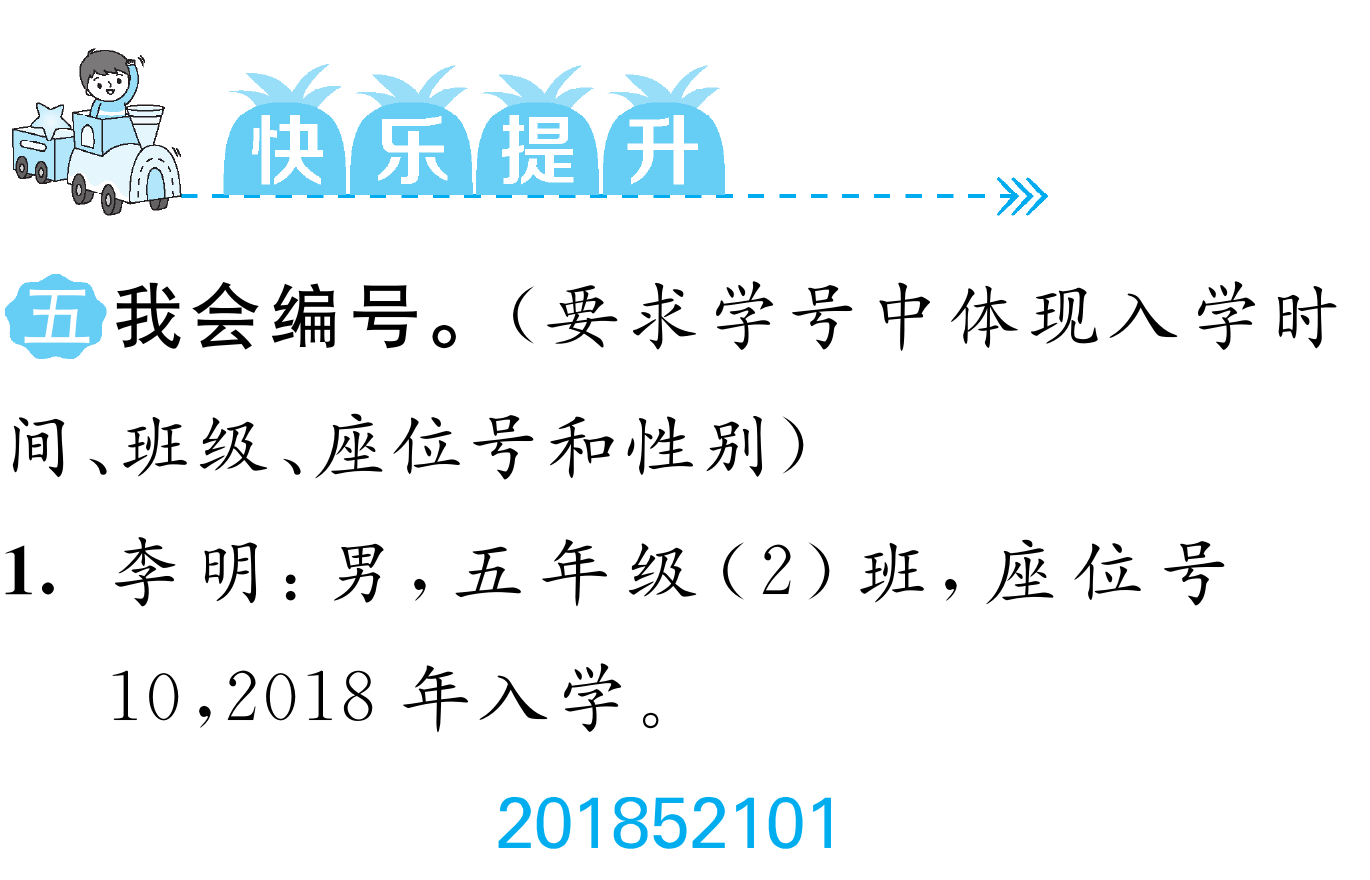 快乐提升
五 我会编号。（要求学号中体现入学时
间、班级、座位号和性别）
1. 李明：男，五年级（2）班，座位号
10，2018 年入学。
201852101